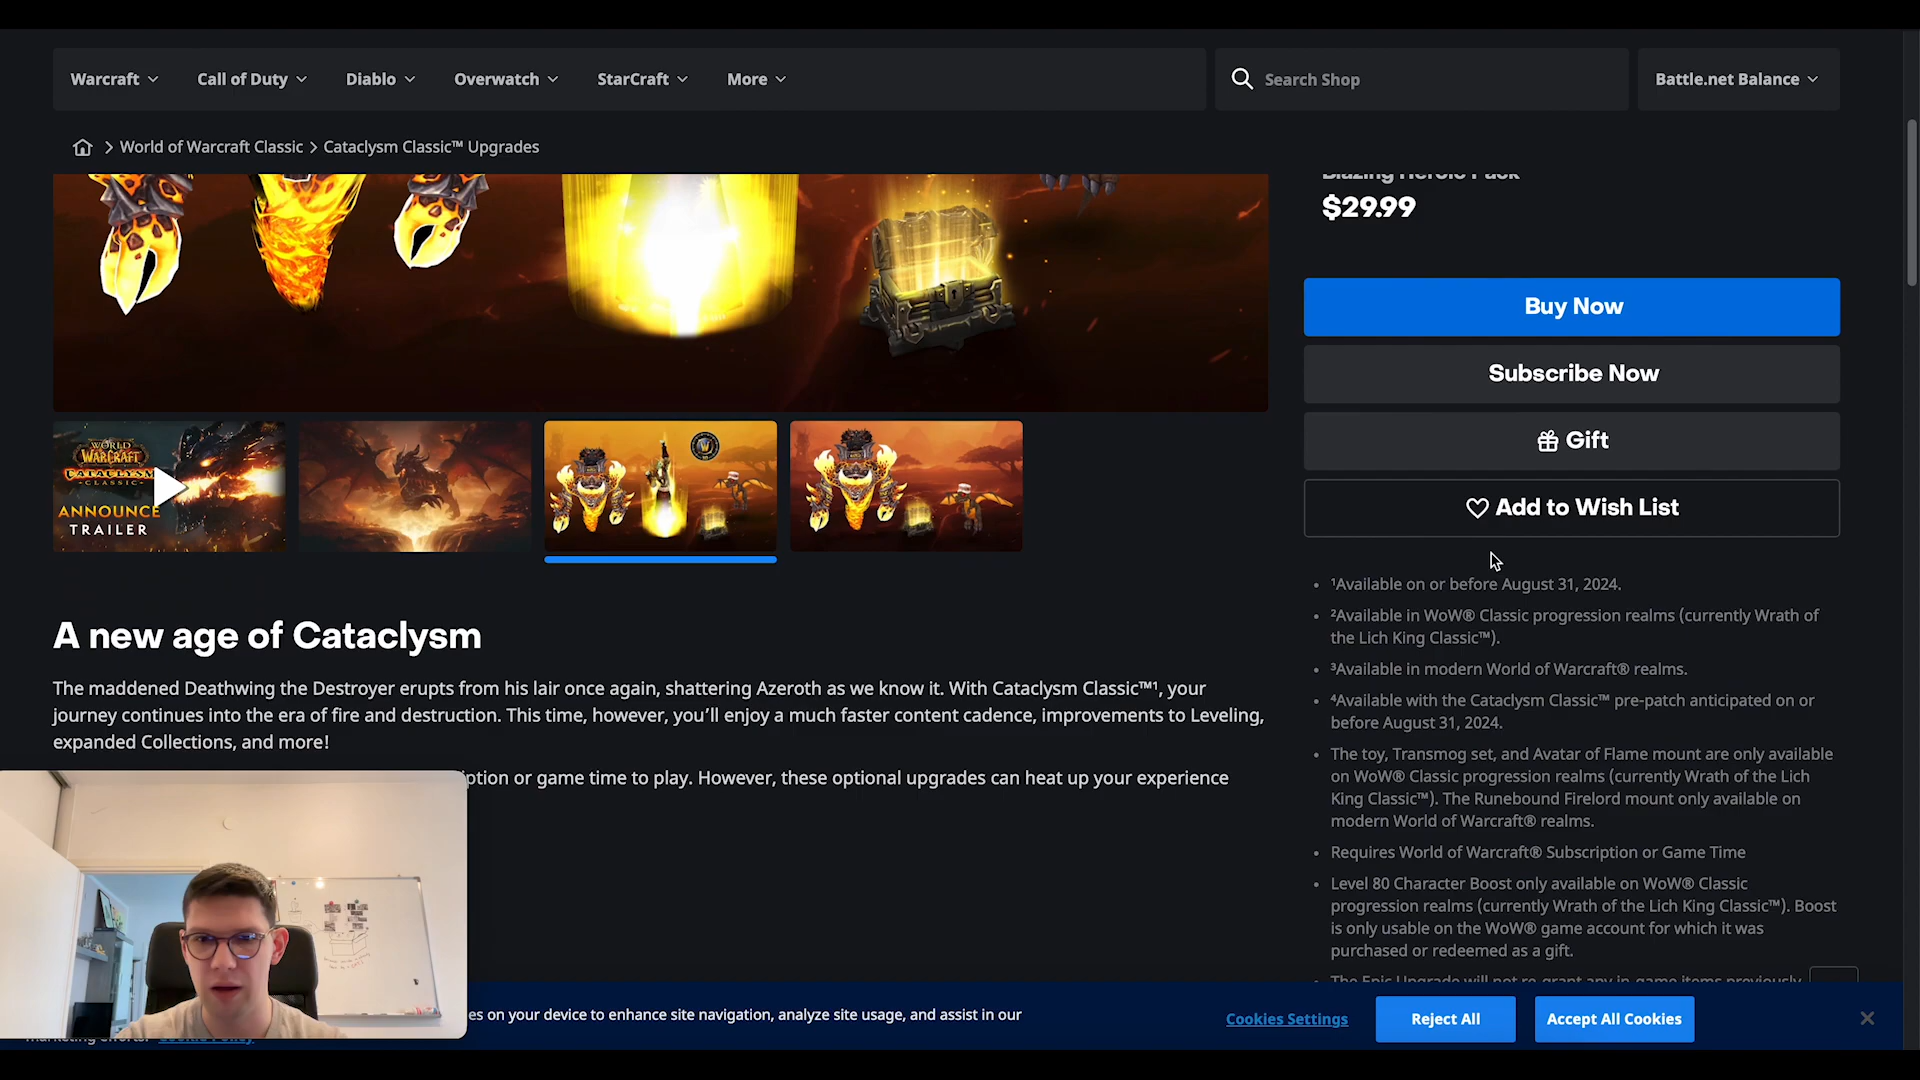 Warcraft
Call of Duty
Diablo
Overwatch
StarCraft
More
Search Shop
Battle.net Balance
World of Warcraft Classic
Cataclysm Classic™ Upgrades
Blazing Heroic Pack
$29.99
Buy Now
Subscribe Now
Gift
Add to Wish List
WORLD
OF
WARCRAFT
CATACLYSM
CLASSIC
ANNOUNCE
TRAILER
A new age of Cataclysm
The maddened Deathwing the Destroyer erupts from his lair once again, shattering Azeroth as we know it. With Cataclysm Classic™¹, your
journey continues into the era of fire and destruction. This time, however, you’ll enjoy a much faster content cadence, improvements to Leveling,
expanded Collections, and more!
ption or game time to play. However, these optional upgrades can heat up your experience
• ¹Available on or before August 31, 2024.
• ²Available in WoW® Classic progression realms (currently Wrath of
the Lich King Classic™).
• ³Available in modern World of Warcraft® realms.
• ⁴Available with the Cataclysm Classic™ pre-patch anticipated on or
before August 31, 2024.
• The toy, Transmog set, and Avatar of Flame mount are only available
on WoW® Classic progression realms (currently Wrath of the Lich
King Classic™). The Runebound Firelord mount only available on
modern World of Warcraft® realms.
• Requires World of Warcraft® Subscription or Game Time
• Level 80 Character Boost only available on WoW® Classic
progression realms (currently Wrath of the Lich King Classic™). Boost
is only usable on the WoW® game account for which it was
purchased or redeemed as a gift.
• The Epic Upgrade will not re-grant any in-game items previously
es on your device to enhance site navigation, analyze site usage, and assist in our
marketing efforts. Cookie Policy
Cookies Settings
Reject All
Accept All Cookies